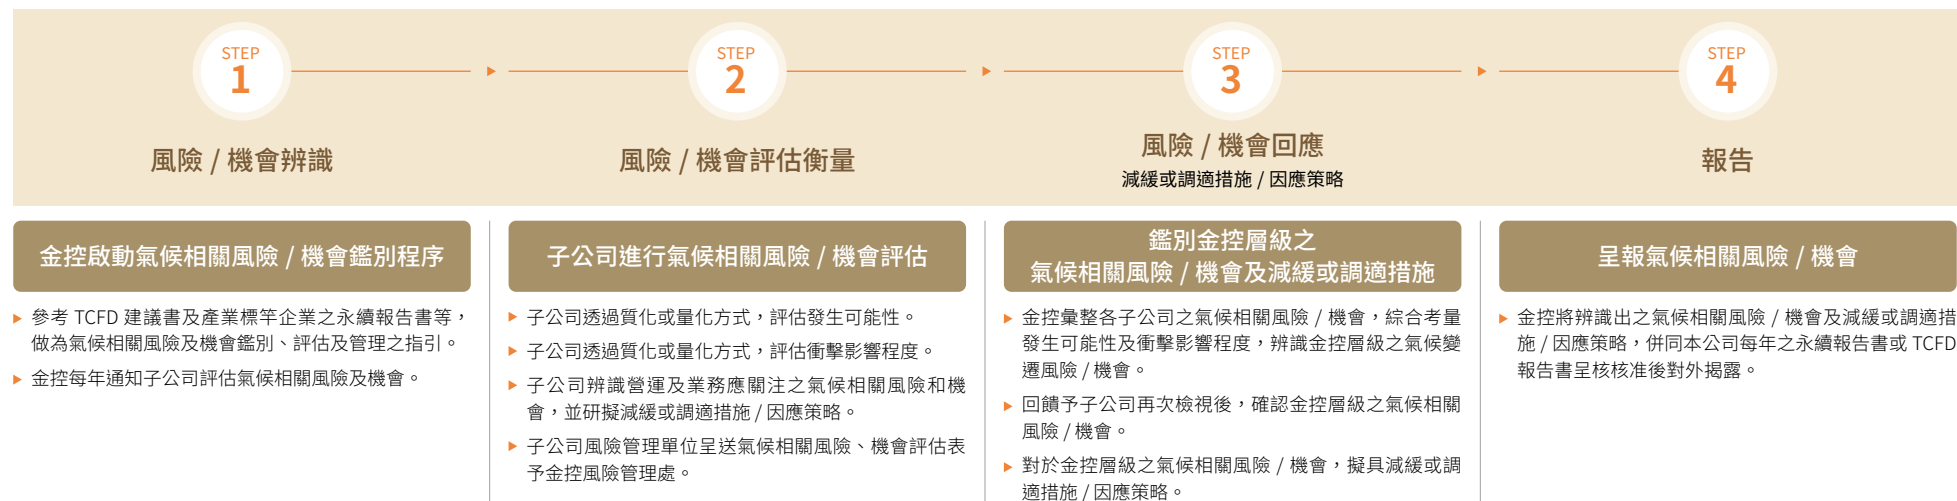 STEP
1
風險 / 機會辨識
STEP
2
風險 / 機會評估衡量
STEP
3
風險 / 機會回應
減緩或調適措施 / 因應策略
STEP
4
報告
金控啟動氣候相關風險 / 機會鑑別程序
參考 TCFD 建議書及產業標竿企業之永續報告書等，
做為氣候相關風險及機會鑑別、評估及管理之指引。
金控每年通知子公司評估氣候相關風險及機會。
子公司進行氣候相關風險 / 機會評估
子公司透過質化或量化方式，評估發生可能性。
子公司透過質化或量化方式，評估衝擊影響程度。
子公司辨識營運及業務應關注之氣候相關風險和機
會，並研擬減緩或調適措施 / 因應策略。
子公司風險管理單位呈送氣候相關風險、機會評估表
予金控風險管理處。
鑑別金控層級之
氣候相關風險 / 機會及減緩或調適措施
金控彙整各子公司之氣候相關風險 / 機會，綜合考量
發生可能性及衝擊影響程度，辨識金控層級之氣候變
遷風險 / 機會。
回饋予子公司再次檢視後，確認金控層級之氣候相關
風險 / 機會。
對於金控層級之氣候相關風險 / 機會，擬具減緩或調
適措施 / 因應策略。
呈報氣候相關風險 / 機會
金控將辨識出之氣候相關風險 / 機會及減緩或調適措
施 / 因應策略，併同本公司每年之永續報告書或 TCFD
報告書呈核核准後對外揭露。